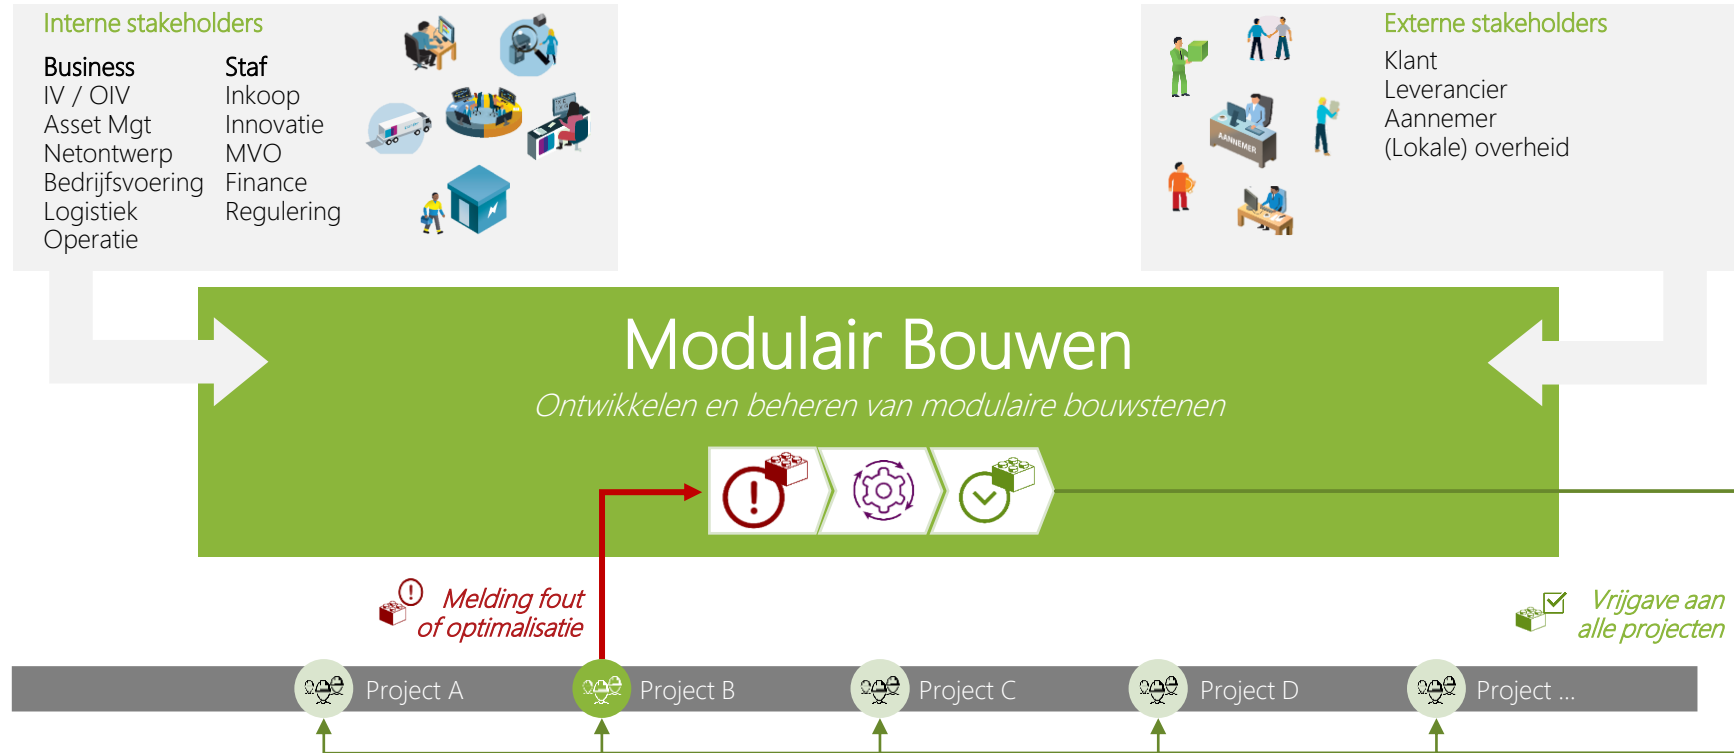 Interne stakeholders
Business
IV / OIV
Asset Mgt
Netontwerp
Bedrijfsvoering
Logistiek
Operatie
Staf
Inkoop
Innovatie
MVO
Finance
Regulering
Externe stakeholders
Klant
Leverancier
Aannemer
(Lokale) overheid
AANNEMER
Modulair Bouwen
Ontwikkelen en beheren van modulaire bouwstenen
Melding fout
of optimalisatie
Vrijgave aan
alle projecten
Project A
Project B
Project C
Project D
Project ...